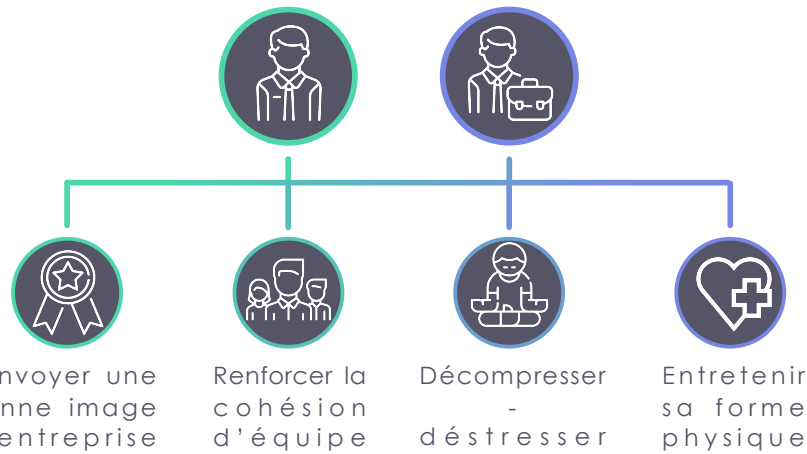 nvoyer une
nne image
entreprise
Renforcer la
cohésion
d'équipe
Décompresser
-
déstresser
Entretenir
sa forme
physique